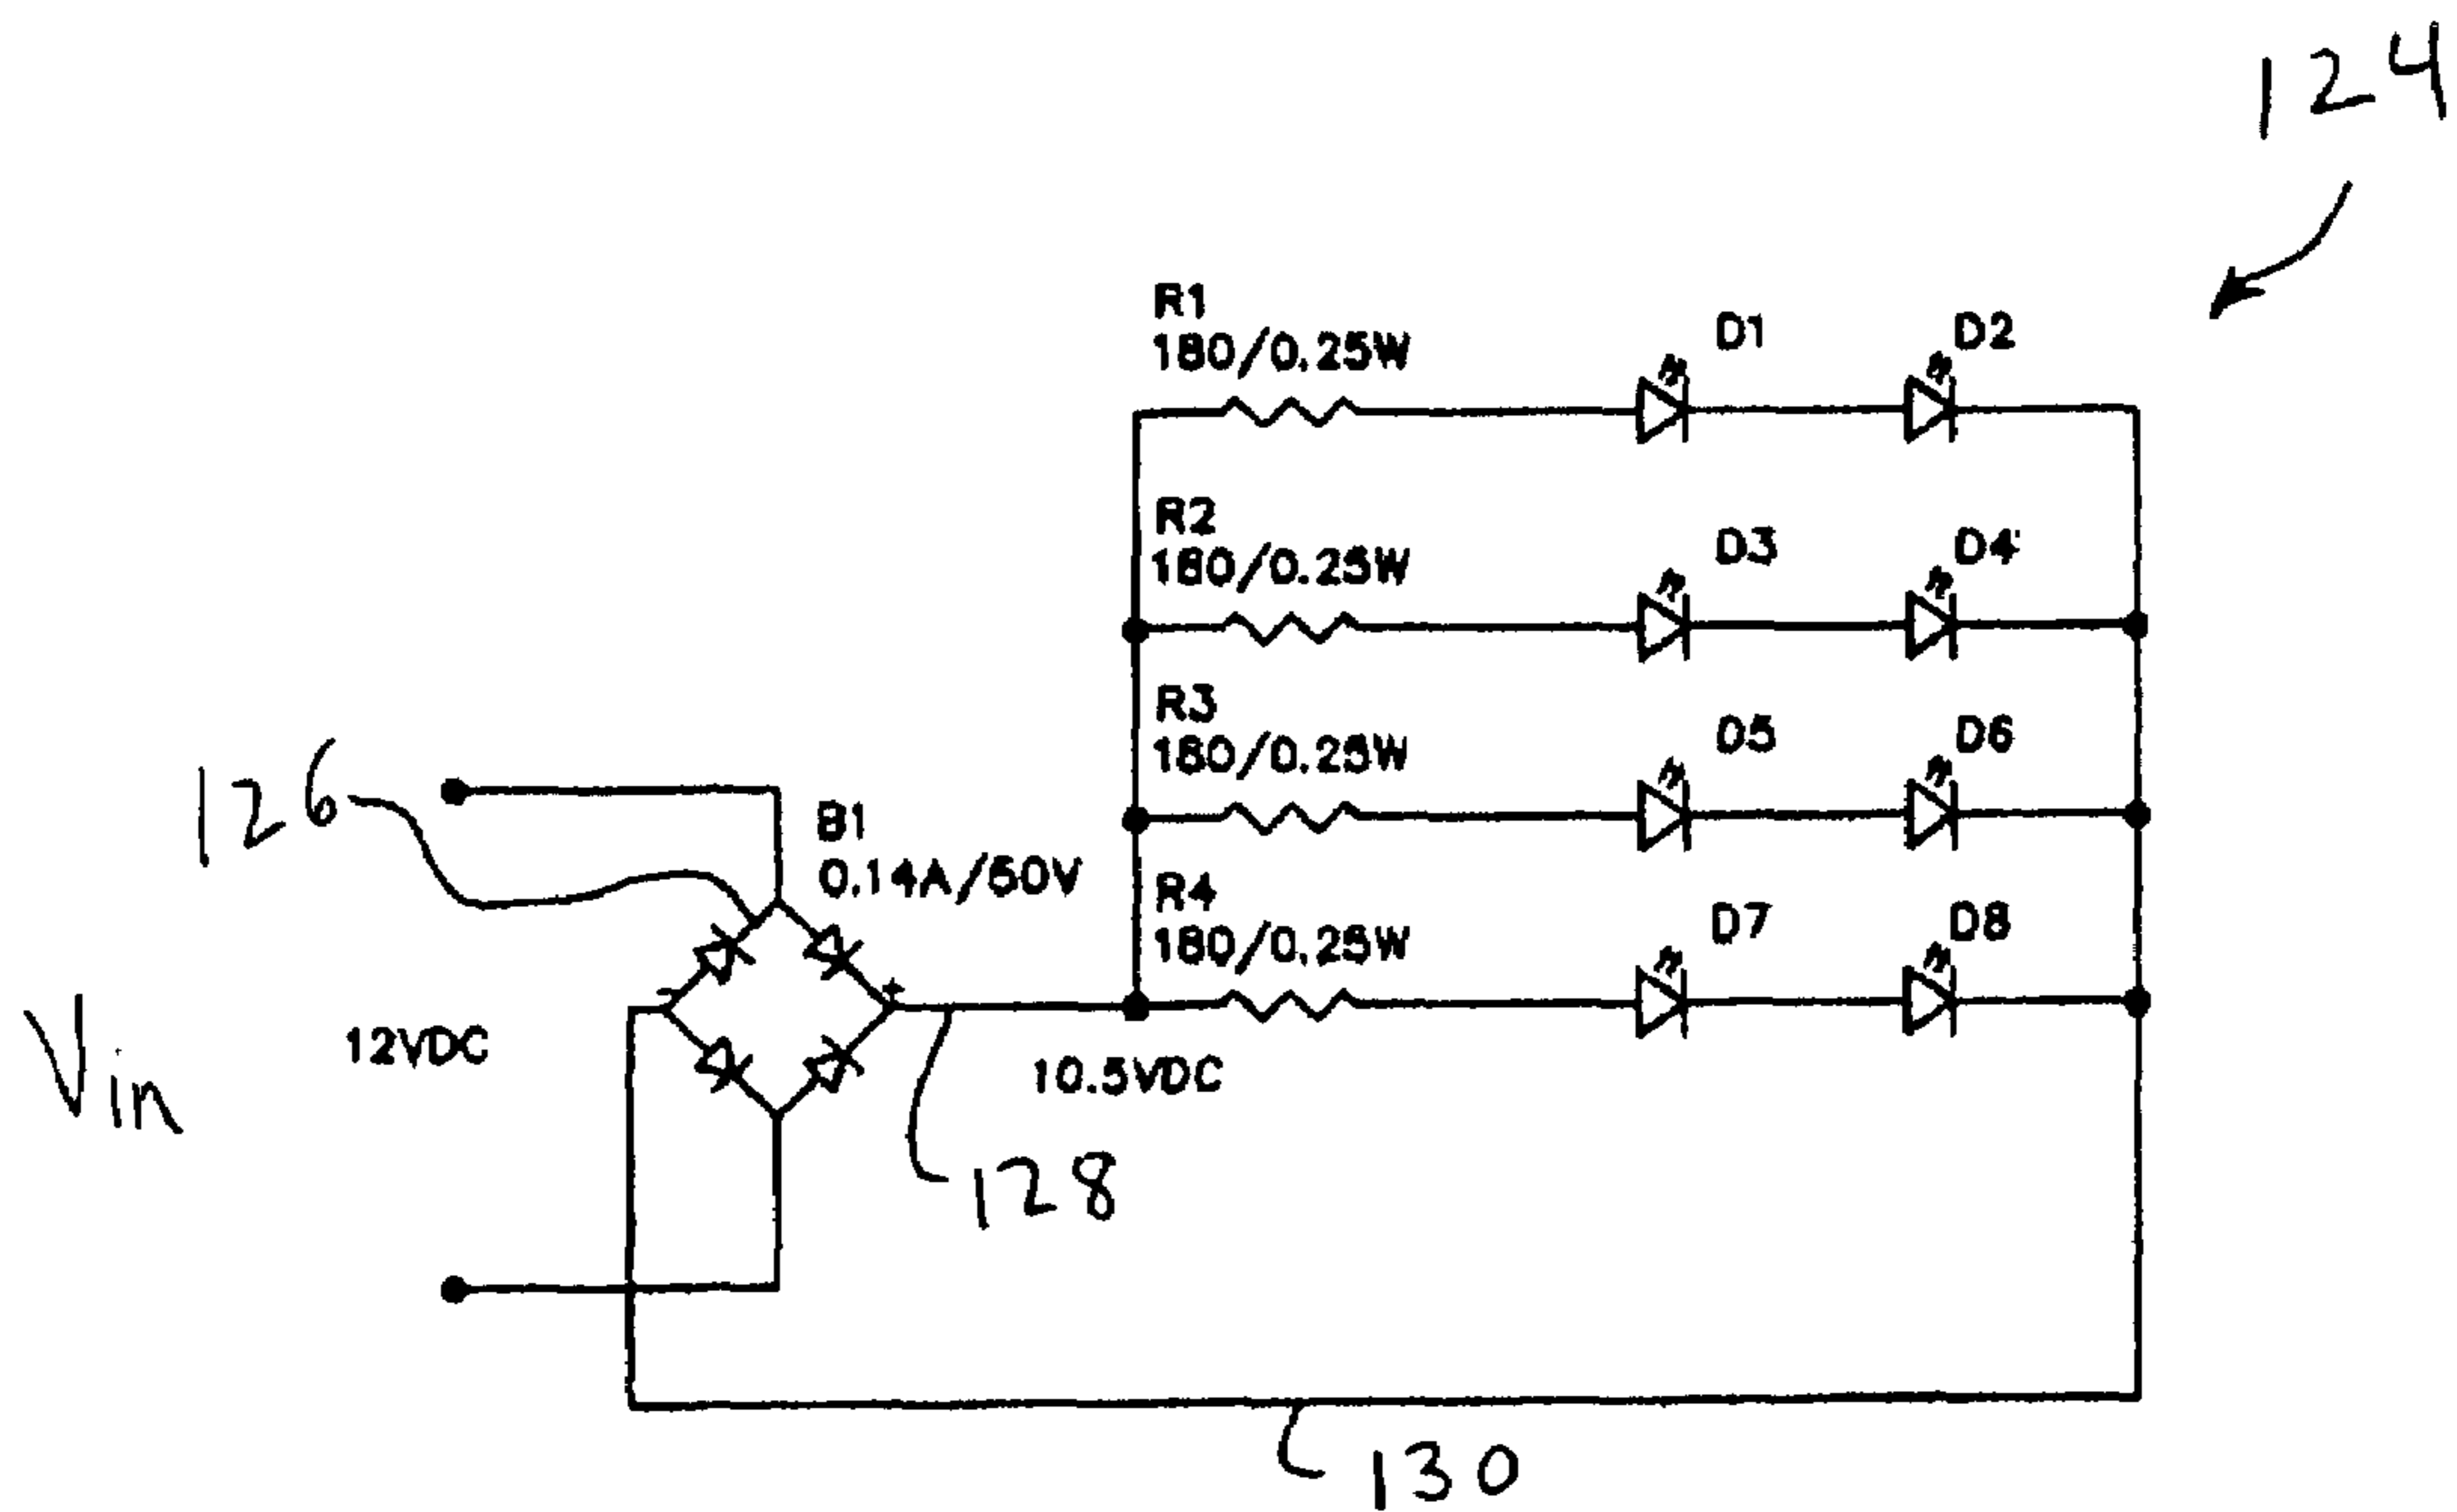 124
R1
180/0.25W
D1
D2
R2
180/0.25W
D3
D4
R3
180/0.25W
D5
D6
126
B1
0.14A/60V
R4
180/0.25W
D7
D8
+
-
Vin
12VDC
10.5VDC
128
130